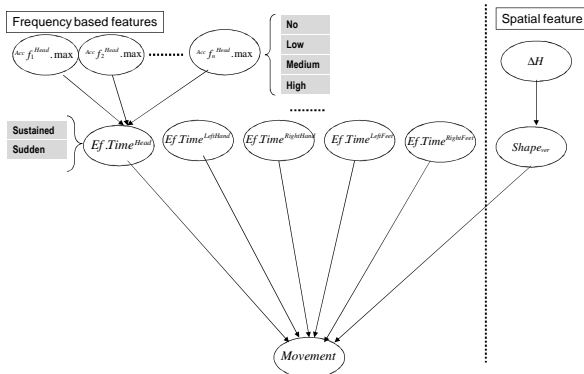 Frequency based features
Spatial feature
Acc f₁ Head .max
Acc f₂ Head .max
Acc fₙ Head .max
No
Low
Medium
High
ΔH
Sustained
Sudden
Ef.Time Head
Ef.Time LeftHand
Ef.Time RightHand
Ef.Time LeftFeet
Ef.Time RightFeet
Shape ver
Movement